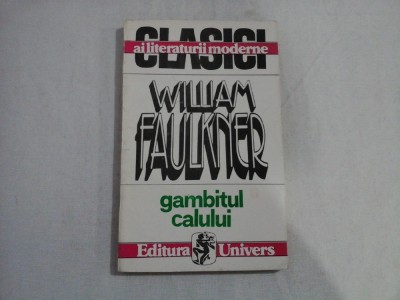 CLASICI
ai literaturii moderne
WILLIAM
FAULKNER
gambitul
calului
Editura Univers